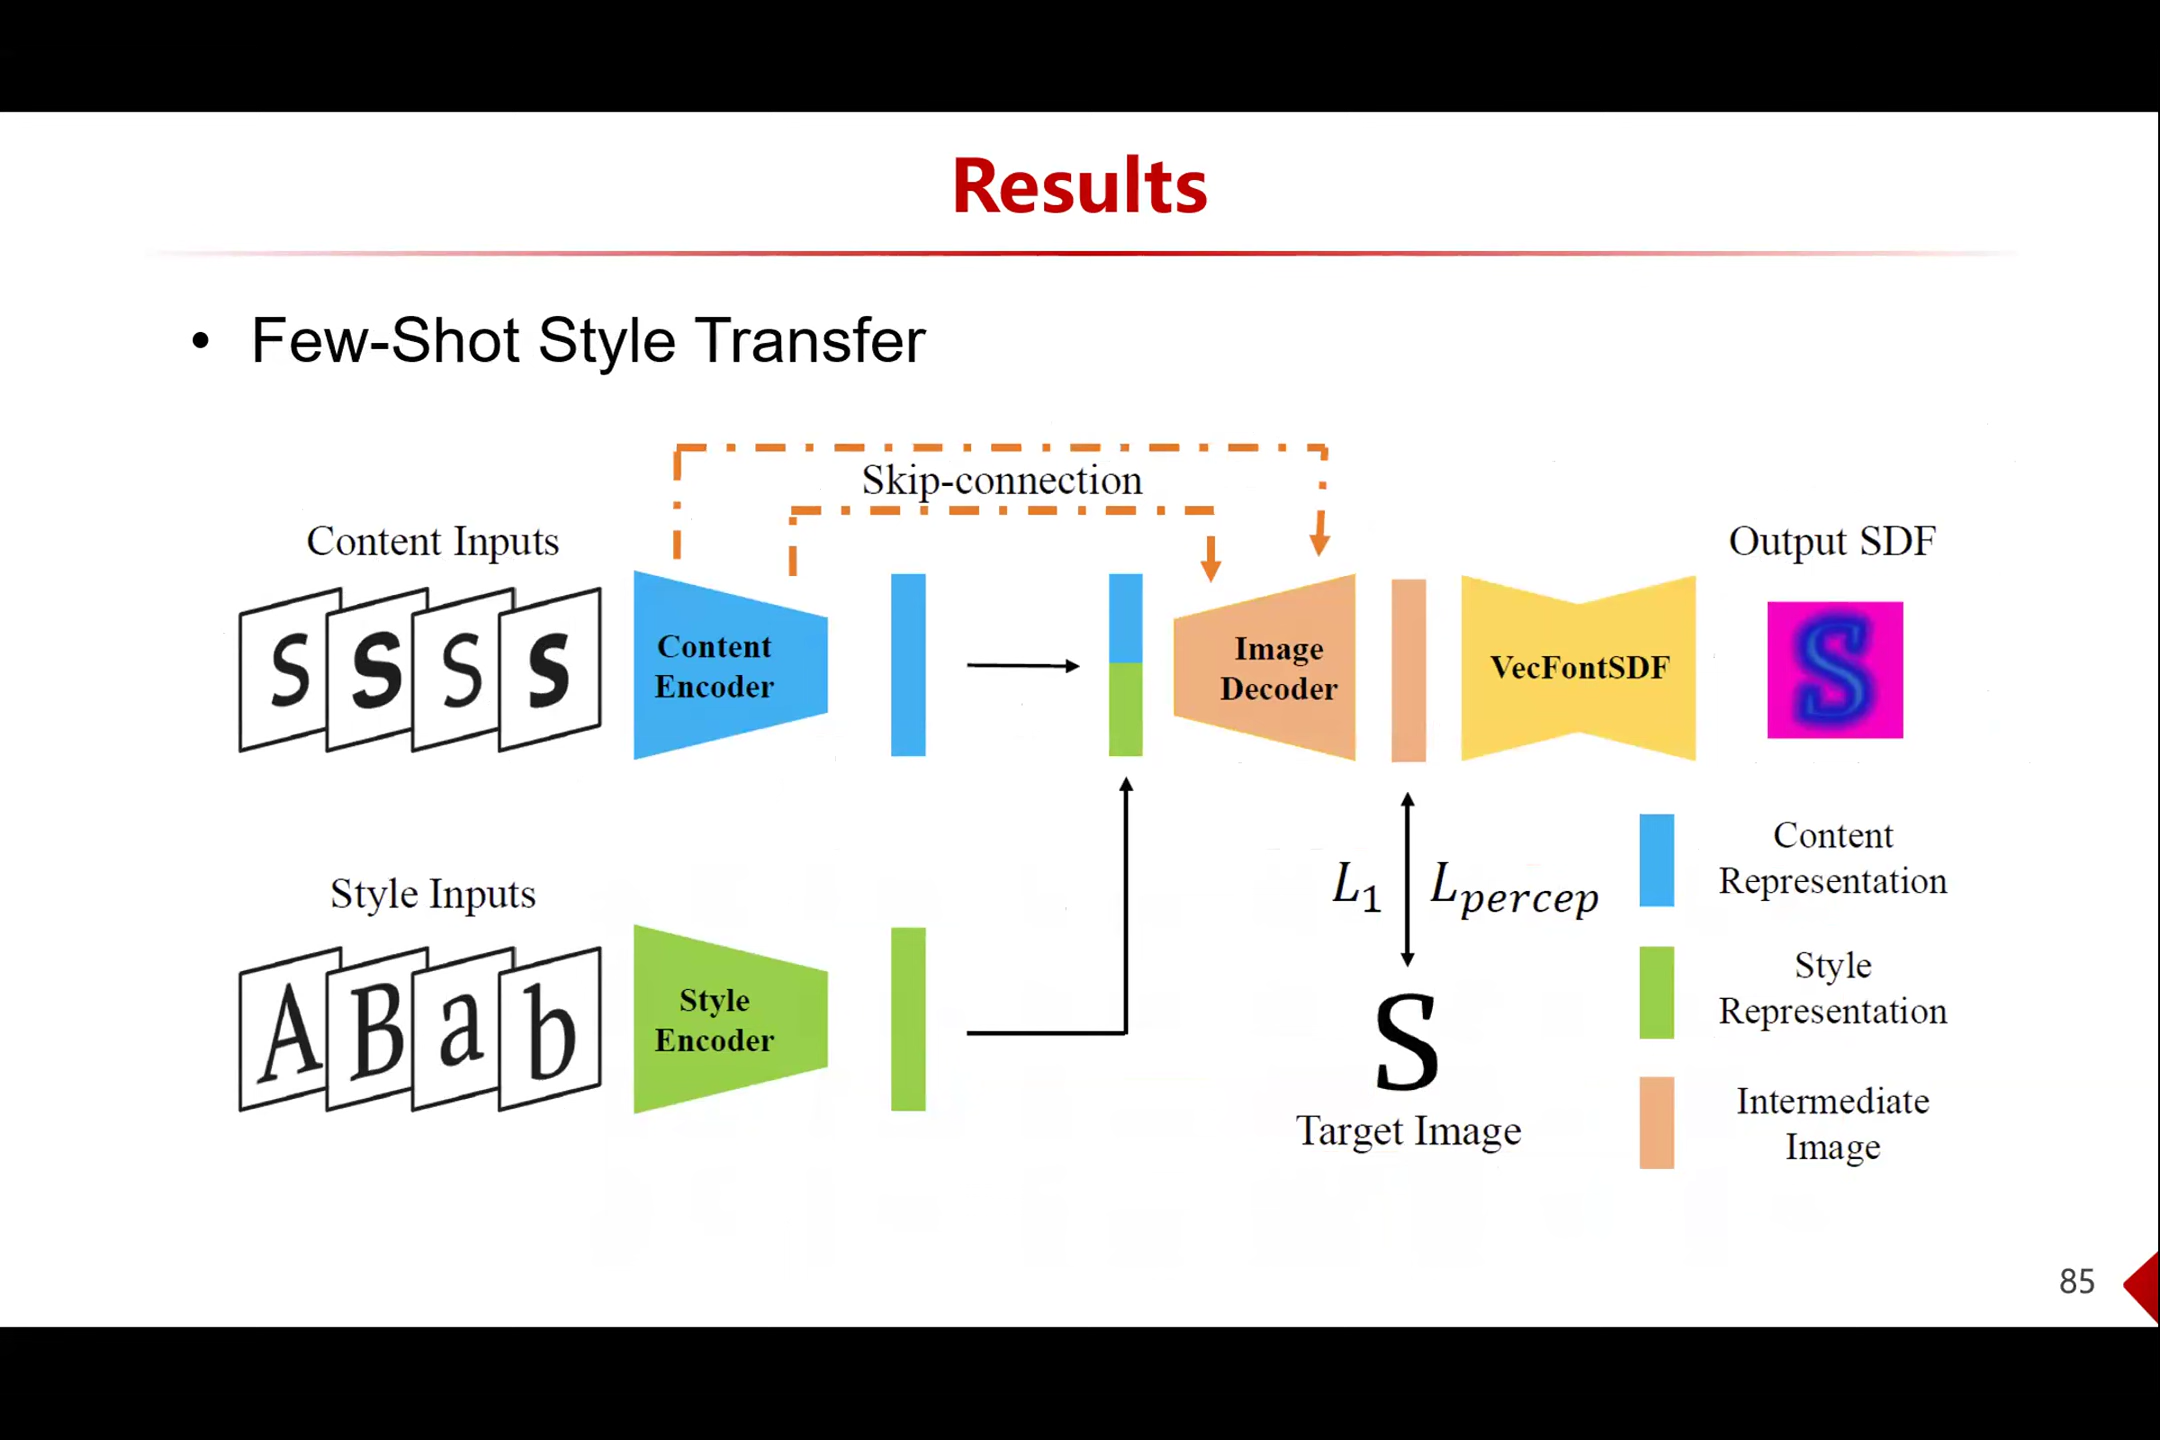 Results
• Few-Shot Style Transfer
Skip-connection
Content Inputs
Output SDF
S S S S
Content
Encoder
Image
Decoder
VecFontSDF
S
Style Inputs
A B a b
Style
Encoder
L₁
Lₚₑᵣcₑₚ
S
Target Image
Content
Representation
Style
Representation
Intermediate
Image
85